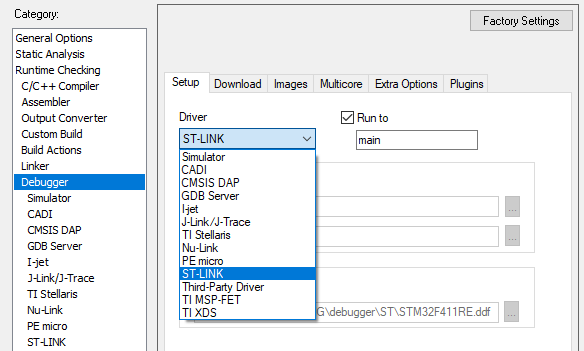 Category:
General Options
Static Analysis
Runtime Checking
C/C++ Compiler
Assembler
Output Converter
Custom Build
Build Actions
Linker
Debugger
Simulator
CADI
CMSIS DAP
GDB Server
I-jet
J-Link/J-Trace
TI Stellaris
Nu-Link
PE micro
ST-LINK
Factory Settings
Setup
Download
Images
Multicore
Extra Options
Plugins
Driver
Run to
ST-LINK
main
Simulator
CADI
CMSIS DAP
GDB Server
I-jet
J-Link/J-Trace
TI Stellaris
Nu-Link
PE micro
ST-LINK
Third-Party Driver
TI MSP-FET
TI XDS
...
...
G\debugger\ST\STM32F411RE.ddf
...